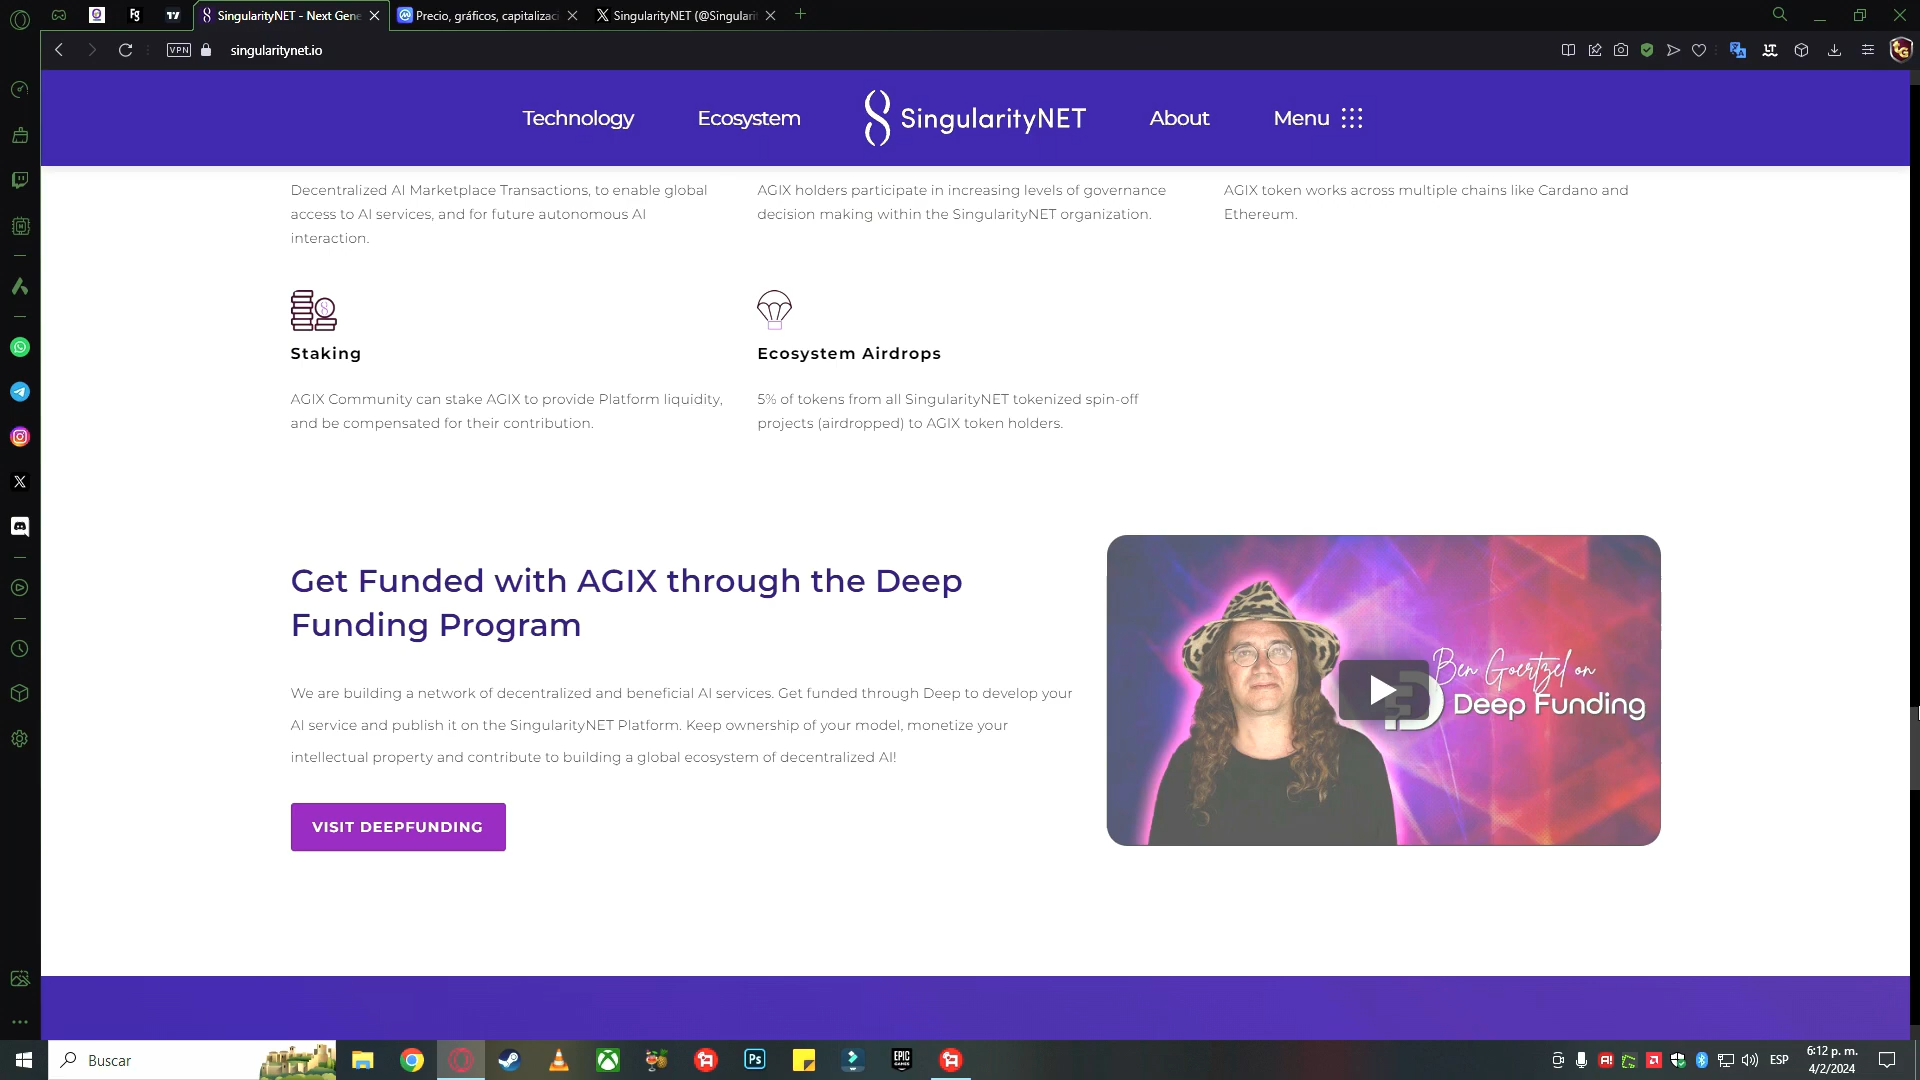 SingularityNET - Next Gene
Precio, gráficos, capitalizaci
SingularityNET (@Singulari
VPN
singularitynet.io
Technology
Ecosystem
SingularityNET
About
Menu
Decentralized AI Marketplace Transactions, to enable global
access to AI services, and for future autonomous AI
interaction.
AGIX holders participate in increasing levels of governance
decision making within the SingularityNET organization.
AGIX token works across multiple chains like Cardano and
Ethereum.
Staking
AGIX Community can stake AGIX to provide Platform liquidity,
and be compensated for their contribution.
Ecosystem Airdrops
5% of tokens from all SingularityNET tokenized spin-off
projects (airdropped) to AGIX token holders.
Get Funded with AGIX through the Deep
Funding Program
We are building a network of decentralized and beneficial AI services. Get funded through Deep to develop your
AI service and publish it on the SingularityNET Platform. Keep ownership of your model, monetize your
intellectual property and contribute to building a global ecosystem of decentralized AI!
VISIT DEEPFUNDING
Ben Goertzel on
Deep Funding
Buscar
Ps
EPIC
GAMES
ESP
6:12 p. m.
4/2/2024